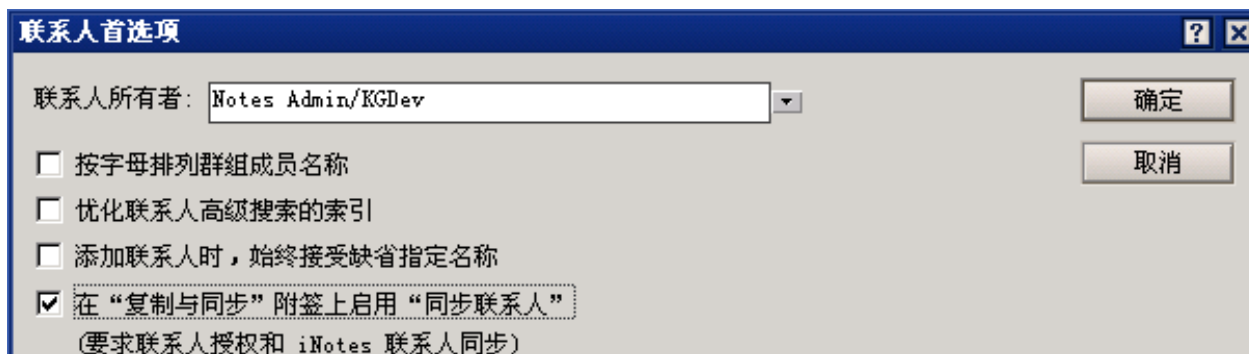 联系人首选项
联系人所有者: Notes Admin/KGDev
确定
按字母排列群组成员名称
取消
优化联系人高级搜索的索引
添加联系人时，始终接受缺省指定名称
在“复制与同步”附签上启用“同步联系人”
(要求联系人授权和 iNotes 联系人同步)